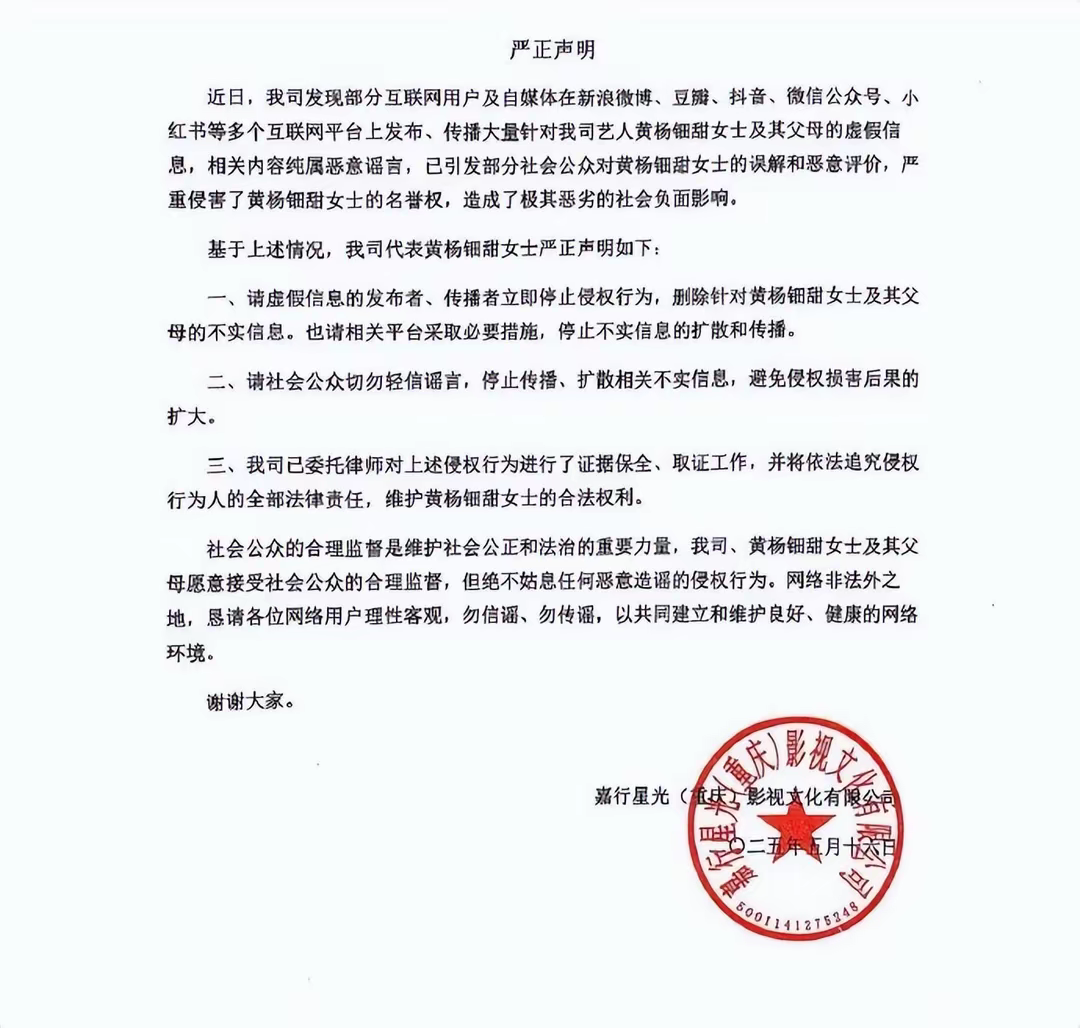 严正声明
近日，我司发现部分互联网用户及自媒体在新浪微博、豆瓣、抖音、微信公众号、小
红书等多个互联网平台上发布、传播大量针对我司艺人黄杨钿甜女士及其父母的虚假信
息，相关内容纯属恶意谣言，已引发部分社会公众对黄杨钿甜女士的误解和恶意评价，严
重侵害了黄杨钿甜女士的名誉权，造成了极其恶劣的社会负面影响。
基于上述情况，我司代表黄杨钿甜女士严正声明如下：
一、请虚假信息的发布者、传播者立即停止侵权行为，删除针对黄杨钿甜女士及其父
母的不实信息。也请相关平台采取必要措施，停止不实信息的扩散和传播。
二、请社会公众切勿轻信谣言，停止传播、扩散相关不实信息，避免侵权损害后果的
扩大。
三、我司已委托律师对上述侵权行为进行了证据保全、取证工作，并将依法追究侵权
行为人的全部法律责任，维护黄杨钿甜女士的合法权利。
社会公众的合理监督是维护社会公正和法治的重要力量，我司、黄杨钿甜女士及其父
母愿意接受社会公众的合理监督，但绝不姑息任何恶意造谣的侵权行为。网络非法外之
地，恳请各位网络用户理性客观，勿信谣、勿传谣，以共同建立和维护良好、健康的网络
环境。
谢谢大家。
嘉行星光（重庆）影视文化有限公司
〇二五年五月十六日
嘉行星光（重庆）影视文化有限公司
5001141275248